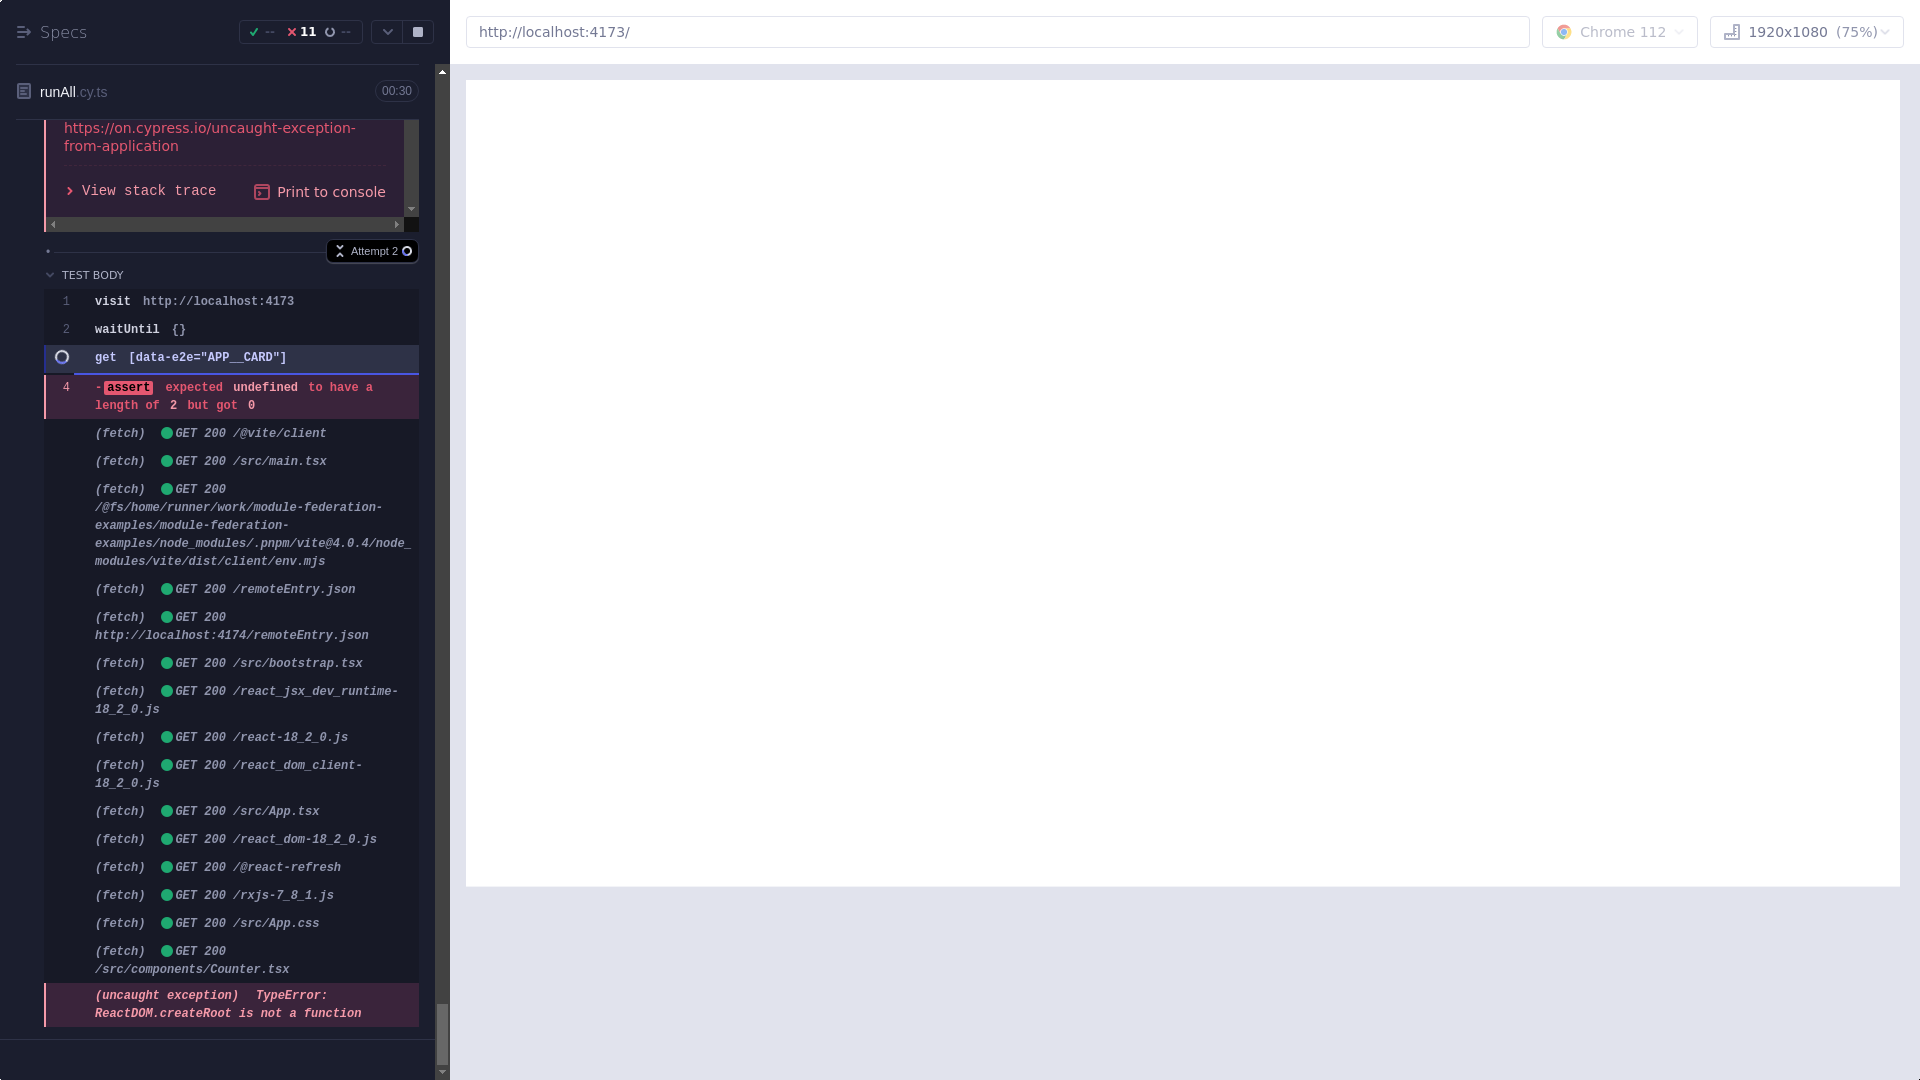 Specs
-- 11 --
http://localhost:4173/
Chrome 112
1920x1080 (75%)
runAll.cy.ts
00:30
https://on.cypress.io/uncaught-exception-
from-application
View stack trace
Print to console
Attempt 2
TEST BODY
1 visit http://localhost:4173
2 waitUntil {}
get [data-e2e="APP__CARD"]
4 -assert expected undefined to have a
length of 2 but got 0
(fetch) GET 200 /@vite/client
(fetch) GET 200 /src/main.tsx
(fetch) GET 200
/@fs/home/runner/work/module-federation-
examples/module-federation-
examples/node_modules/.pnpm/vite@4.0.4/node_
modules/vite/dist/client/env.mjs
(fetch) GET 200 /remoteEntry.json
(fetch) GET 200
http://localhost:4174/remoteEntry.json
(fetch) GET 200 /src/bootstrap.tsx
(fetch) GET 200 /react_jsx_dev_runtime-
18_2_0.js
(fetch) GET 200 /react-18_2_0.js
(fetch) GET 200 /react_dom_client-
18_2_0.js
(fetch) GET 200 /src/App.tsx
(fetch) GET 200 /react_dom-18_2_0.js
(fetch) GET 200 /@react-refresh
(fetch) GET 200 /rxjs-7_8_1.js
(fetch) GET 200 /src/App.css
(fetch) GET 200
/src/components/Counter.tsx
(uncaught exception) TypeError:
ReactDOM.createRoot is not a function